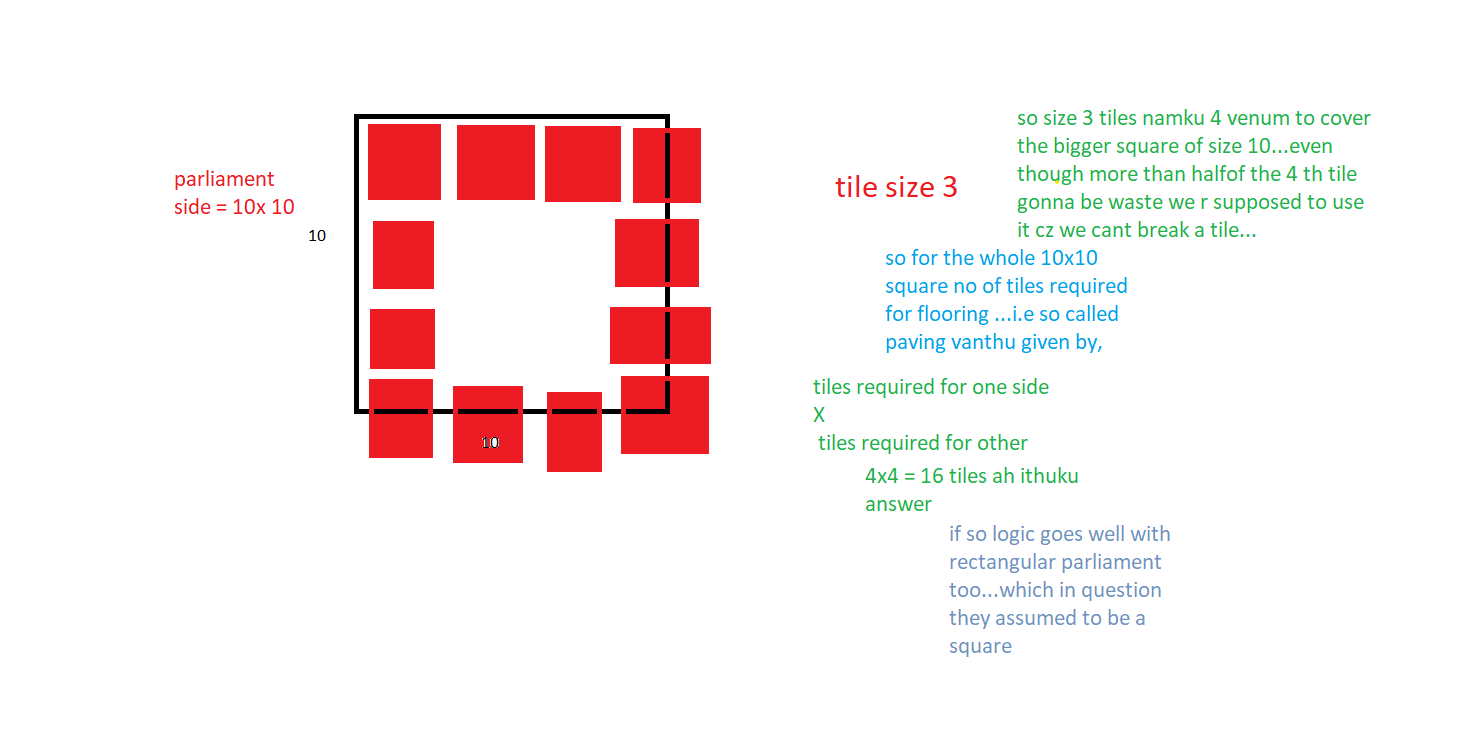 parliament
side = 10x 10
10
10
tile size 3
so size 3 tiles namku 4 venum to cover
the bigger square of size 10...even
though more than halfof the 4 th tile
gonna be waste we r supposed to use
it cz we cant break a tile...
so for the whole 10x10
square no of tiles required
for flooring ...i.e so called
paving vanthu given by,
tiles required for one side
X
tiles required for other
4x4 = 16 tiles ah ithuku
answer
if so logic goes well with
rectangular parliament
too...which in question
they assumed to be a
square